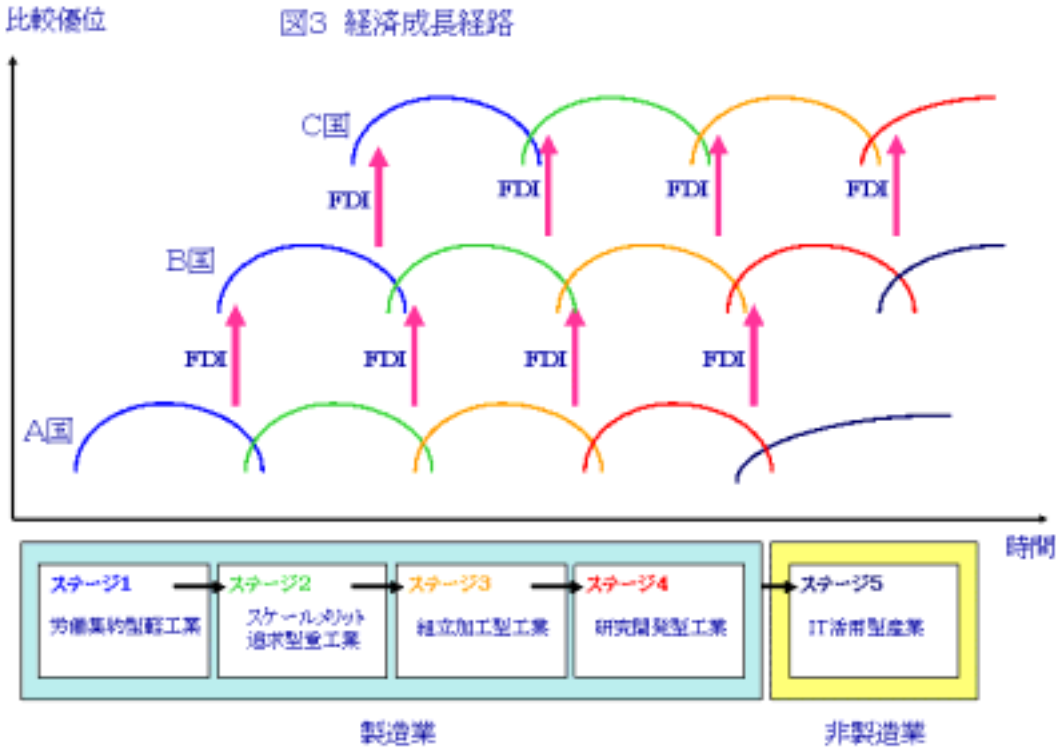 比較優位
図3 経済成長経路
C国
FDI
FDI
FDI
FDI
B国
FDI
FDI
FDI
FDI
A国
時間
ステージ1
労働集約型軽工業
ステージ2
スケールメリット
追求型重工業
ステージ3
組立加工型工業
ステージ4
研究開発型工業
ステージ5
IT活用型産業
製造業
非製造業